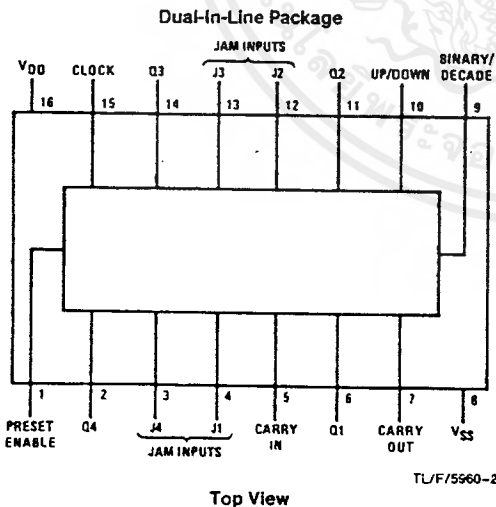 Dual-In-Line Package
JAM INPUTS
VDD CLOCK Q3 J3 J2 Q2 UP/DOWN BINARY/
DECADE
16 15 14 13 12 11 10 9
1 2 3 4 5 6 7 8
PRESET
ENABLE Q4 J4 J1 CARRY
IN Q1 CARRY
OUT VSS
JAM INPUTS
TL/F/5960-2
Top View